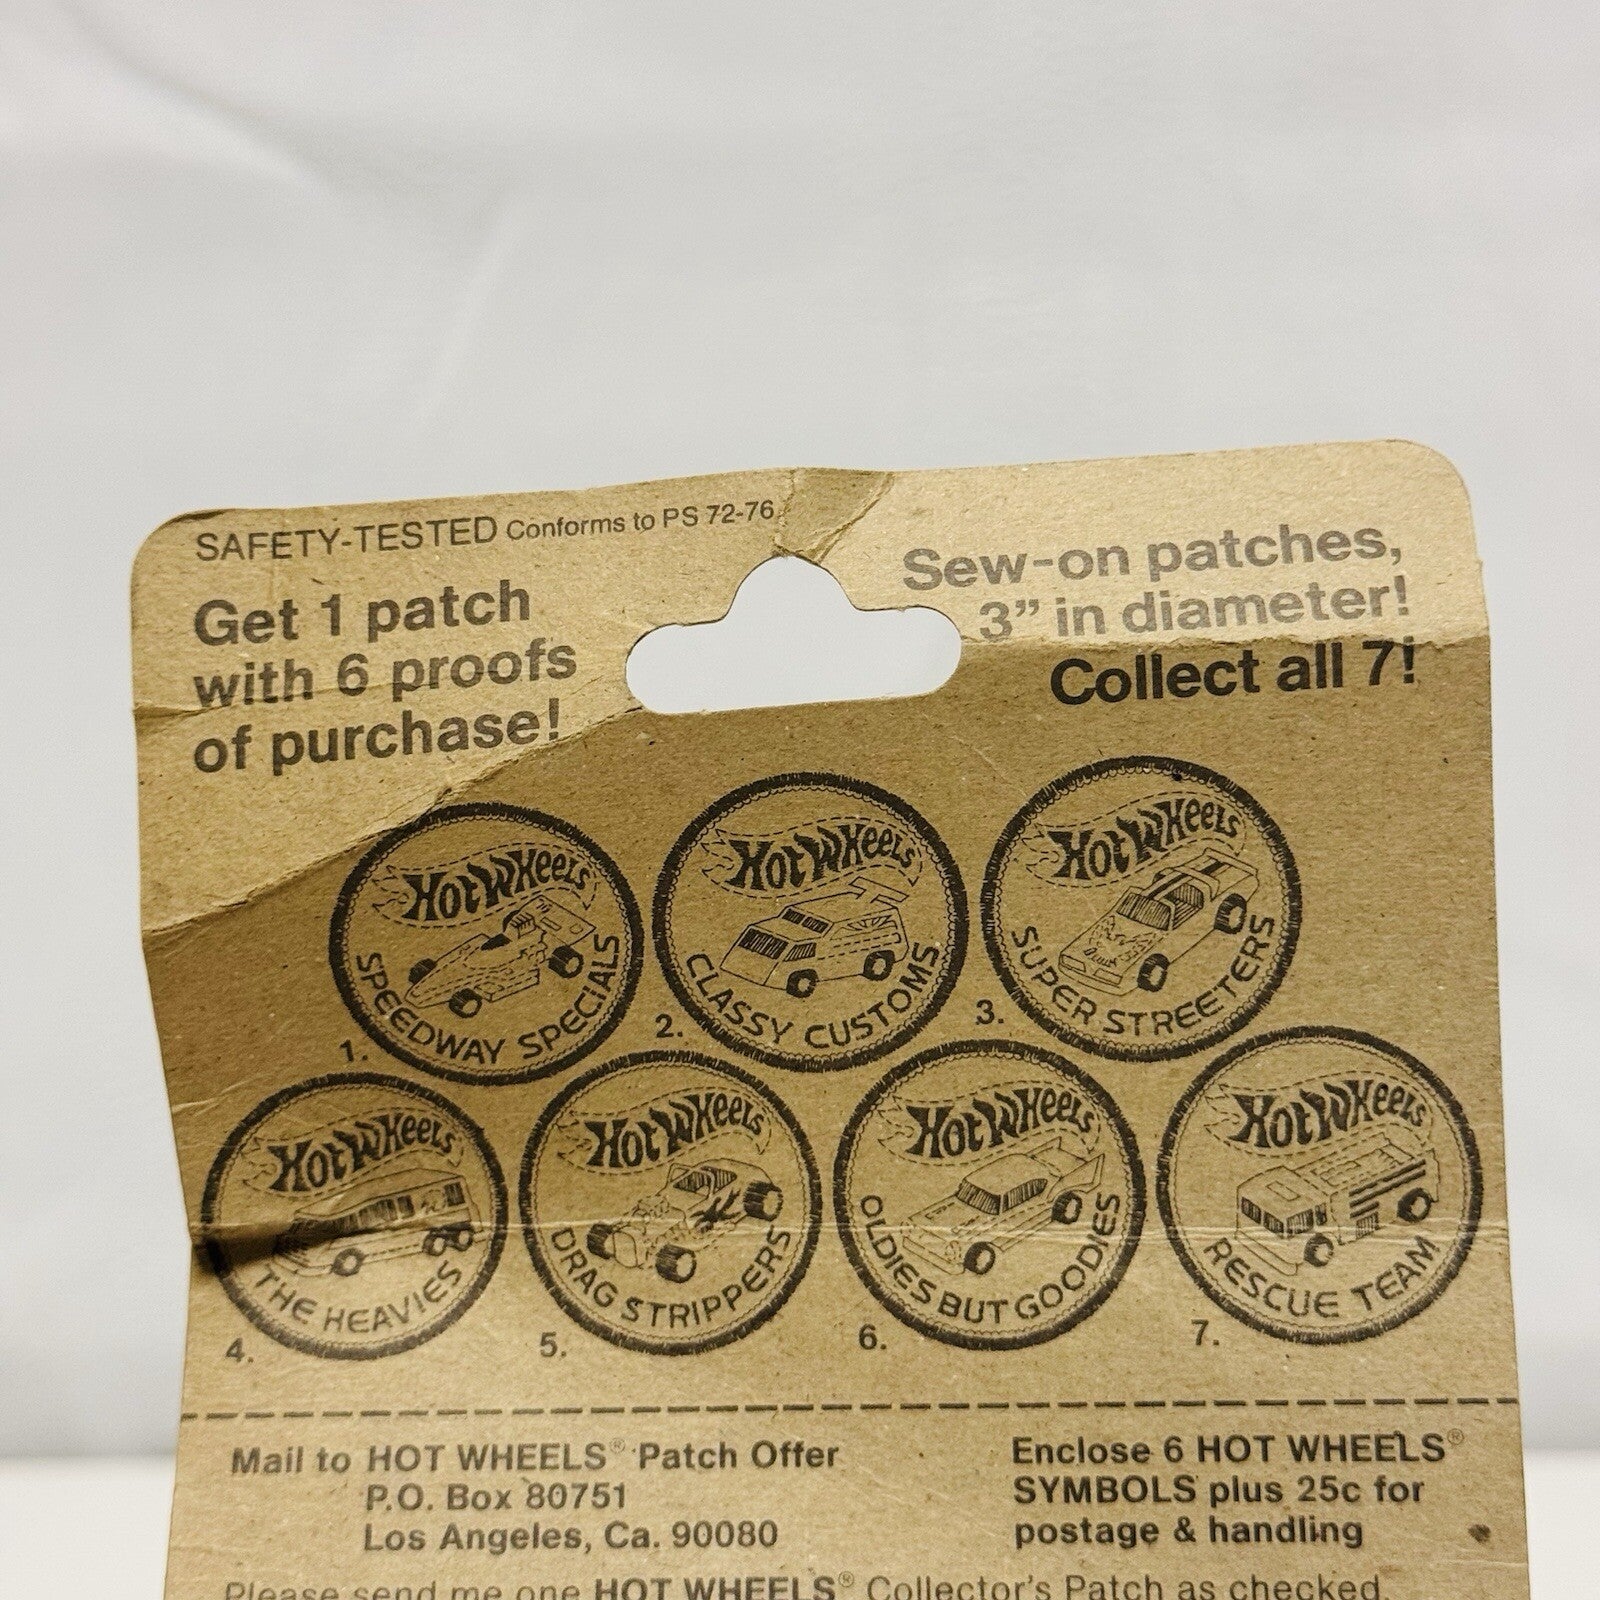 SAFETY-TESTED Conforms to PS 72-76
Get 1 patch
with 6 proofs
of purchase!
Sew-on patches,
3” in diameter!
Collect all 7!
HOT WHEELS
SPEEDWAY SPECIALS
1.
HOT WHEELS
CLASSY CUSTOMS
2.
HOT WHEELS
SUPER STREETERS
3.
HOT WHEELS
THE HEAVIES
4.
HOT WHEELS
DRAG STRIPPERS
5.
HOT WHEELS
OLDIES BUT GOODIES
6.
HOT WHEELS
RESCUE TEAM
7.
Mail to HOT WHEELS® Patch Offer
P.O. Box 80751
Los Angeles, Ca. 90080
Enclose 6 HOT WHEELS®
SYMBOLS plus 25c for
postage & handling
Please send me one HOT WHEELS® Collector's Patch as checked.